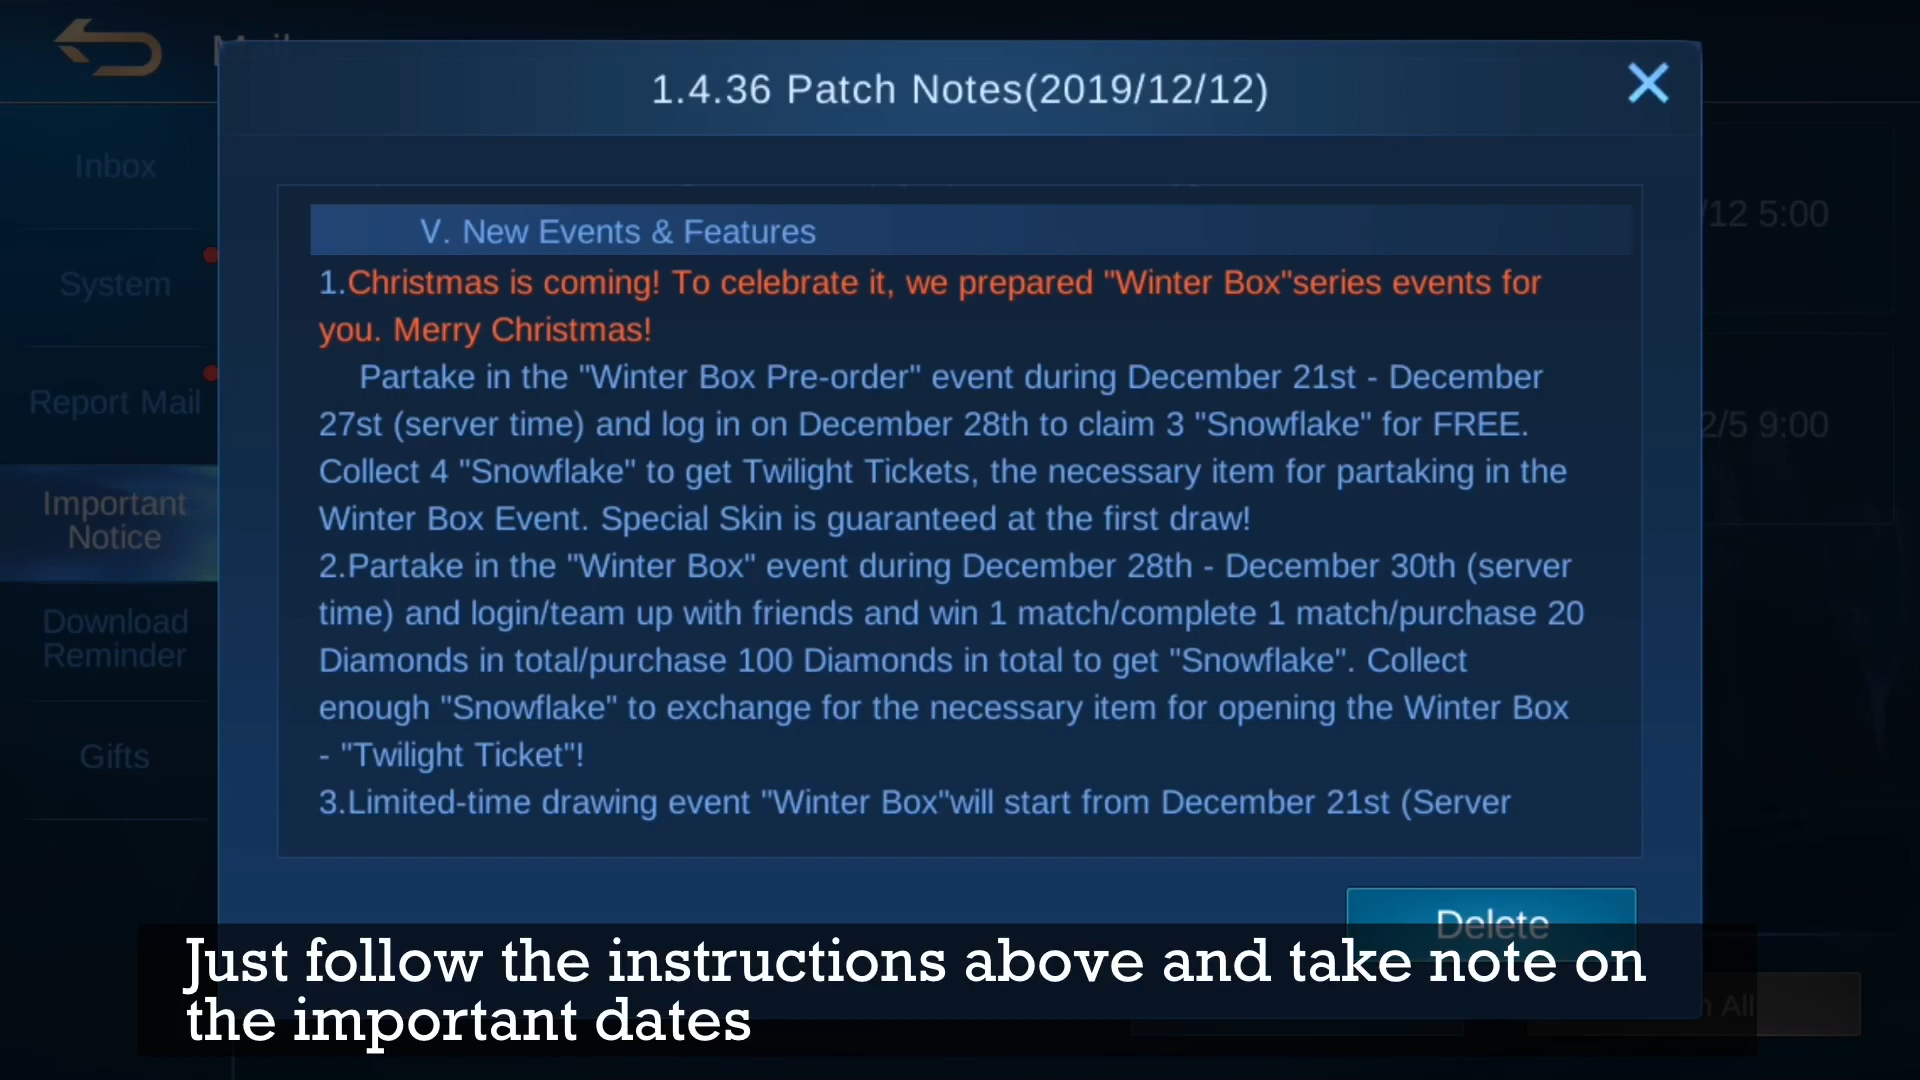 Mail
1.4.36 Patch Notes(2019/12/12)
Inbox
System
Report Mail
Important
Notice
Download
Reminder
Gifts
/12 5:00
2/5 9:00
V. New Events & Features
1.Christmas is coming! To celebrate it, we prepared "Winter Box"series events for
you. Merry Christmas!
Partake in the "Winter Box Pre-order" event during December 21st - December
27st (server time) and log in on December 28th to claim 3 "Snowflake" for FREE.
Collect 4 "Snowflake" to get Twilight Tickets, the necessary item for partaking in the
Winter Box Event. Special Skin is guaranteed at the first draw!
2.Partake in the "Winter Box" event during December 28th - December 30th (server
time) and login/team up with friends and win 1 match/complete 1 match/purchase 20
Diamonds in total/purchase 100 Diamonds in total to get "Snowflake". Collect
enough "Snowflake" to exchange for the necessary item for opening the Winter Box
- "Twilight Ticket"!
3.Limited-time drawing event "Winter Box"will start from December 21st (Server
Delete
All
Just follow the instructions above and take note on
the important dates